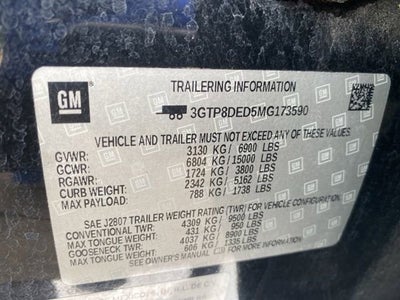 TRAILERING INFORMATION
GM
3GTP8DED5MG173590
VEHICLE AND TRAILER MUST NOT EXCEED ANY OF THESE VALUES:
GVWR: 3130 KG/ 6900 LBS
GCWR: 6804 KG/ 15000 LBS
RGAWR: 1724 KG/ 3800 LBS
CURB WEIGHT: 2342 KG/ 5162 LBS
MAX PAYLOAD: 788 KG/ 1738 LBS
SAE J2807 TRAILER WEIGHT RATING (TWR) FOR VIN ABOVE
CONVENTIONAL TWR: 4309 KG/ 9500 LBS
MAX TONGUE WEIGHT: 431 KG/ 950 LBS
GOOSENECK TWR: 4037 KG/ 8900 LBS
MAX TONGUE WEIGHT: 606 KG/ 1335 LBS
SEE OWNER'S MANUAL FOR MORE INFORMATION